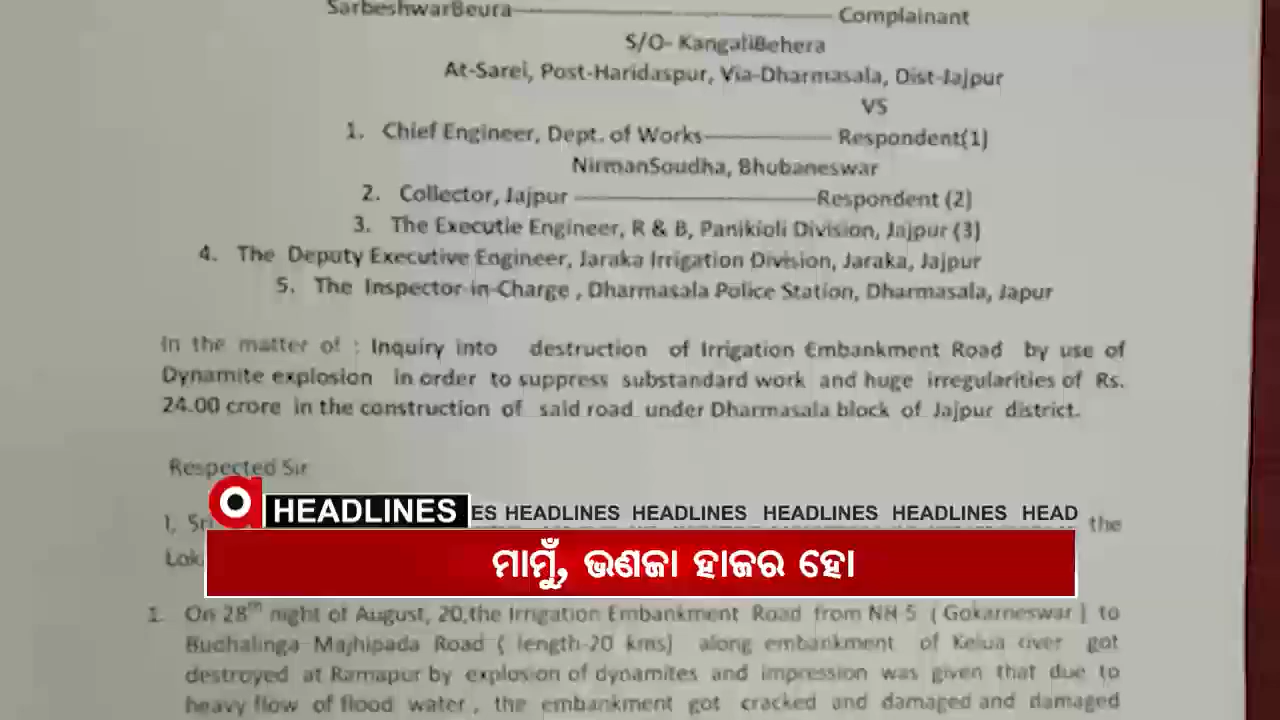 SarbeshwarBeura Complainant
S/O- KangaliBehera
At-Sarei, Post-Haridaspur, Via-Dharmasala, Dist-Jajpur
VS
1. Chief Engineer, Dept. of Works Respondent(1)
NirmanSoudha, Bhubaneswar
2. Collector, Jajpur Respondent (2)
3. The Executie Engineer, R & B, Panikioli Division, Jajpur (3)
4. The Deputy Executive Engineer, Jaraka Irrigation Division, Jaraka, Jajpur
5. The Inspector-in-Charge , Dharmasala Police Station, Dharmasala, Japur
In the matter of : Inquiry into destruction of Irrigation Embankment Road by use of
Dynamite explosion in order to suppress substandard work and huge irregularities of Rs.
24.00 crore in the construction of said road under Dharmasala block of Jajpur district.
Respected Sir
HEADLINES ES HEADLINES HEADLINES HEADLINES HEADLINES HEAD
I, Sri the
Lok
ମାମୁଁ, ଭଣଜା ହାଜର ହୋ
1. On 28th night of August, 20,the Irrigation Embankment Road from NH 5 ( Gokarneswar ) to
Budhalinga Majhipada Road ( length-20 kms) along embankment of Kelua river got
destroyed at Ramapur by explosion of dynamites and impression was given that due to
heavy flow of flood water , the embankment got cracked and damaged and damaged